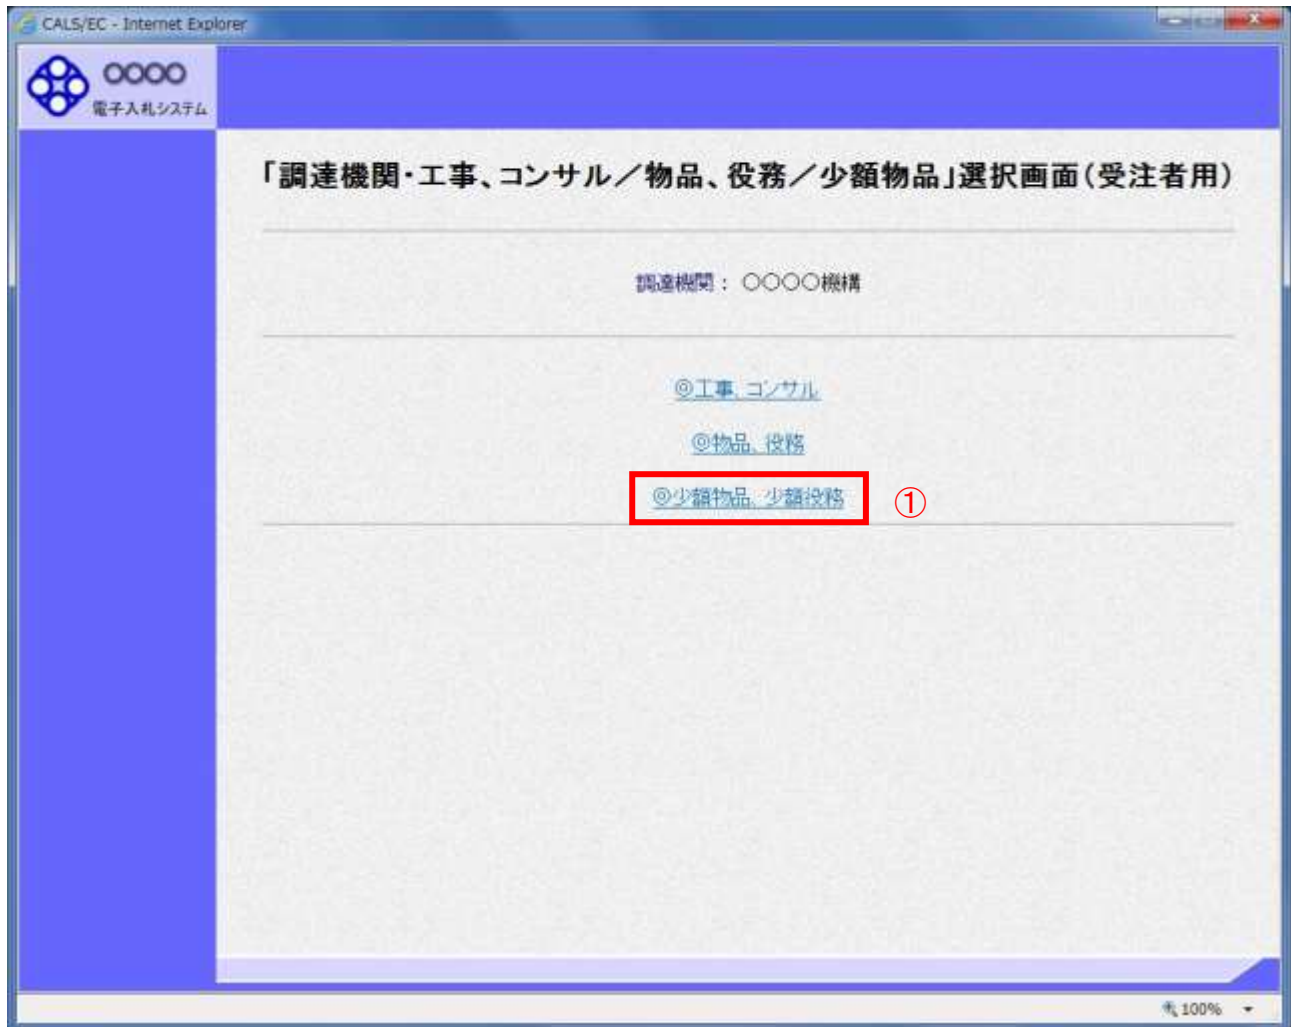 CALS/EC - Internet Explorer
○○○○
電子入札システム
「調達機関・工事、コンサル／物品、役務／少額物品」選択画面(受注者用)
調達機関： ○○○○機構
◎工事、コンサル
◎物品、役務
◎少額物品、少額役務
①
100%